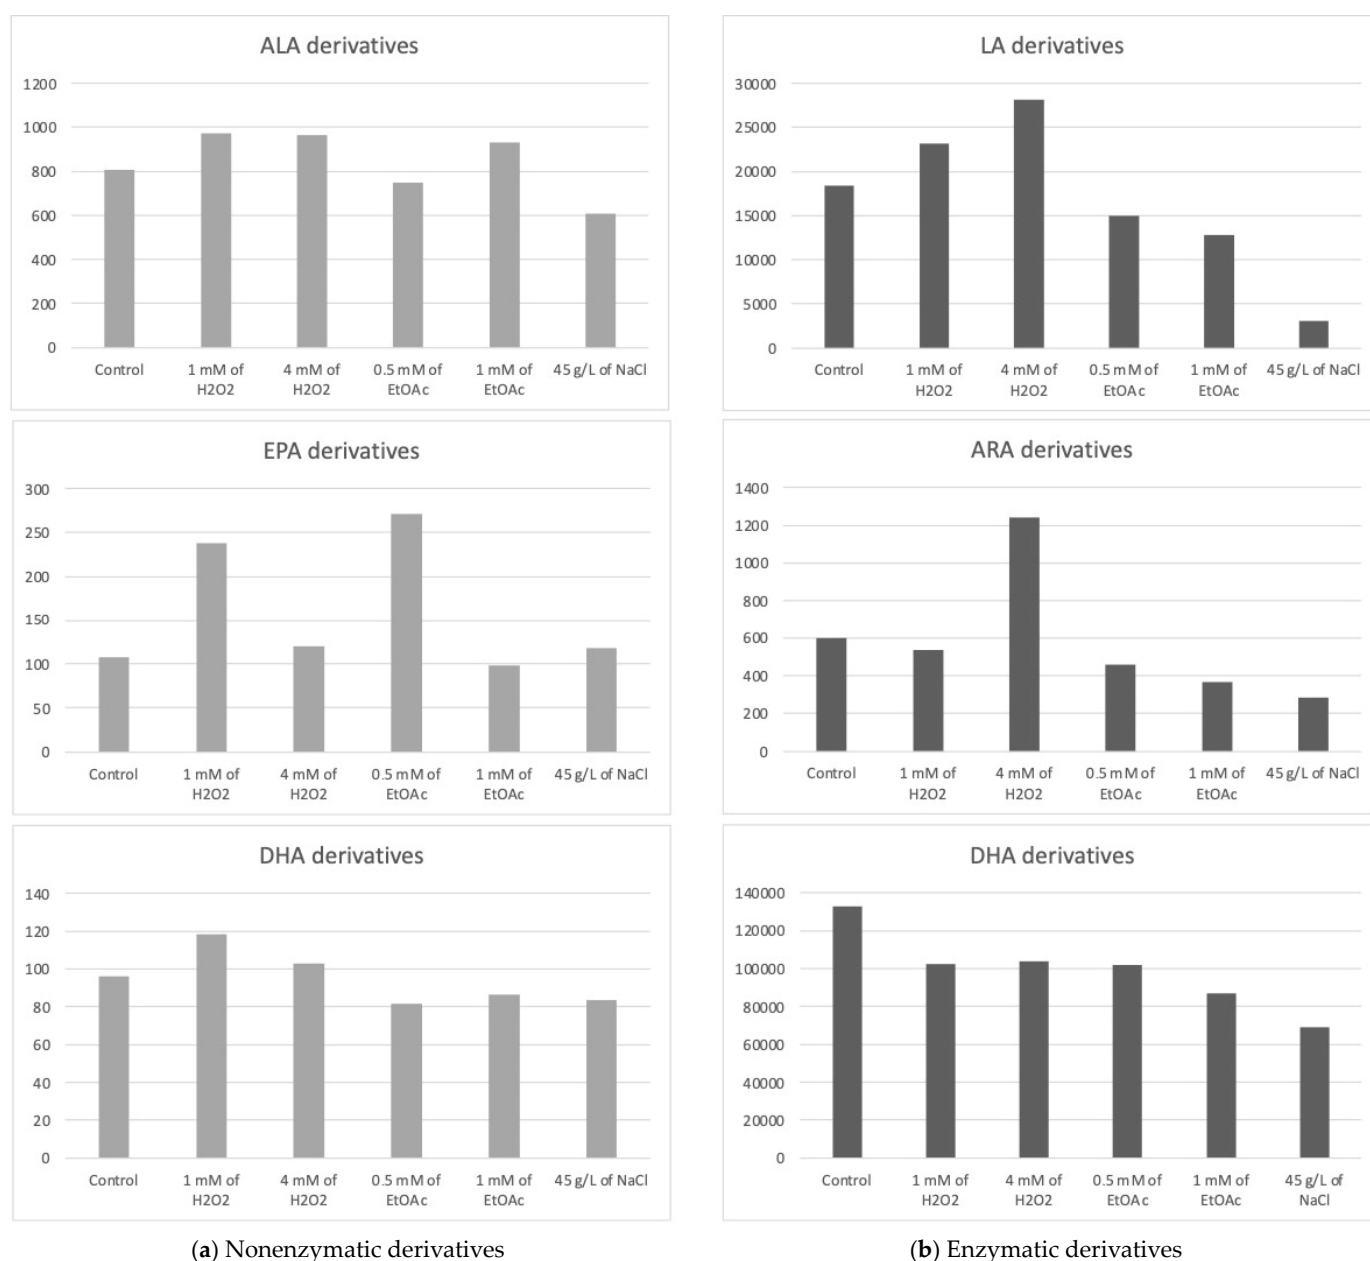 ALA derivatives
1200
1000
800
600
400
200
0
Control 1 mM of 4 mM of 0.5 mM of 1 mM of 45 g/L of NaCl
H2O2 H2O2 EtOAc EtOAc
LA derivatives
30000
25000
20000
15000
10000
5000
0
Control 1 mM of 4 mM of 0.5 mM of 1 mM of 45 g/L of NaCl
H2O2 H2O2 EtOAc EtOAc
EPA derivatives
300
250
200
150
100
50
0
Control 1 mM of 4 mM of 0.5 mM of 1 mM of 45 g/L of NaCl
H2O2 H2O2 EtOAc EtOAc
ARA derivatives
1400
1200
1000
800
600
400
200
0
Control 1 mM of 4 mM of 0.5 mM of 1 mM of 45 g/L of NaCl
H2O2 H2O2 EtOAc EtOAc
DHA derivatives
140
120
100
80
60
40
20
0
Control 1 mM of 4 mM of 0.5 mM of 1 mM of 45 g/L of NaCl
H2O2 H2O2 EtOAc EtOAc
DHA derivatives
140000
120000
100000
80000
60000
40000
20000
0
Control 1 mM of 4 mM of 0.5 mM of 1 mM of 45 g/L of
H2O2 H2O2 EtOAc EtOAc NaCl
(a) Nonenzymatic derivatives
(b) Enzymatic derivatives